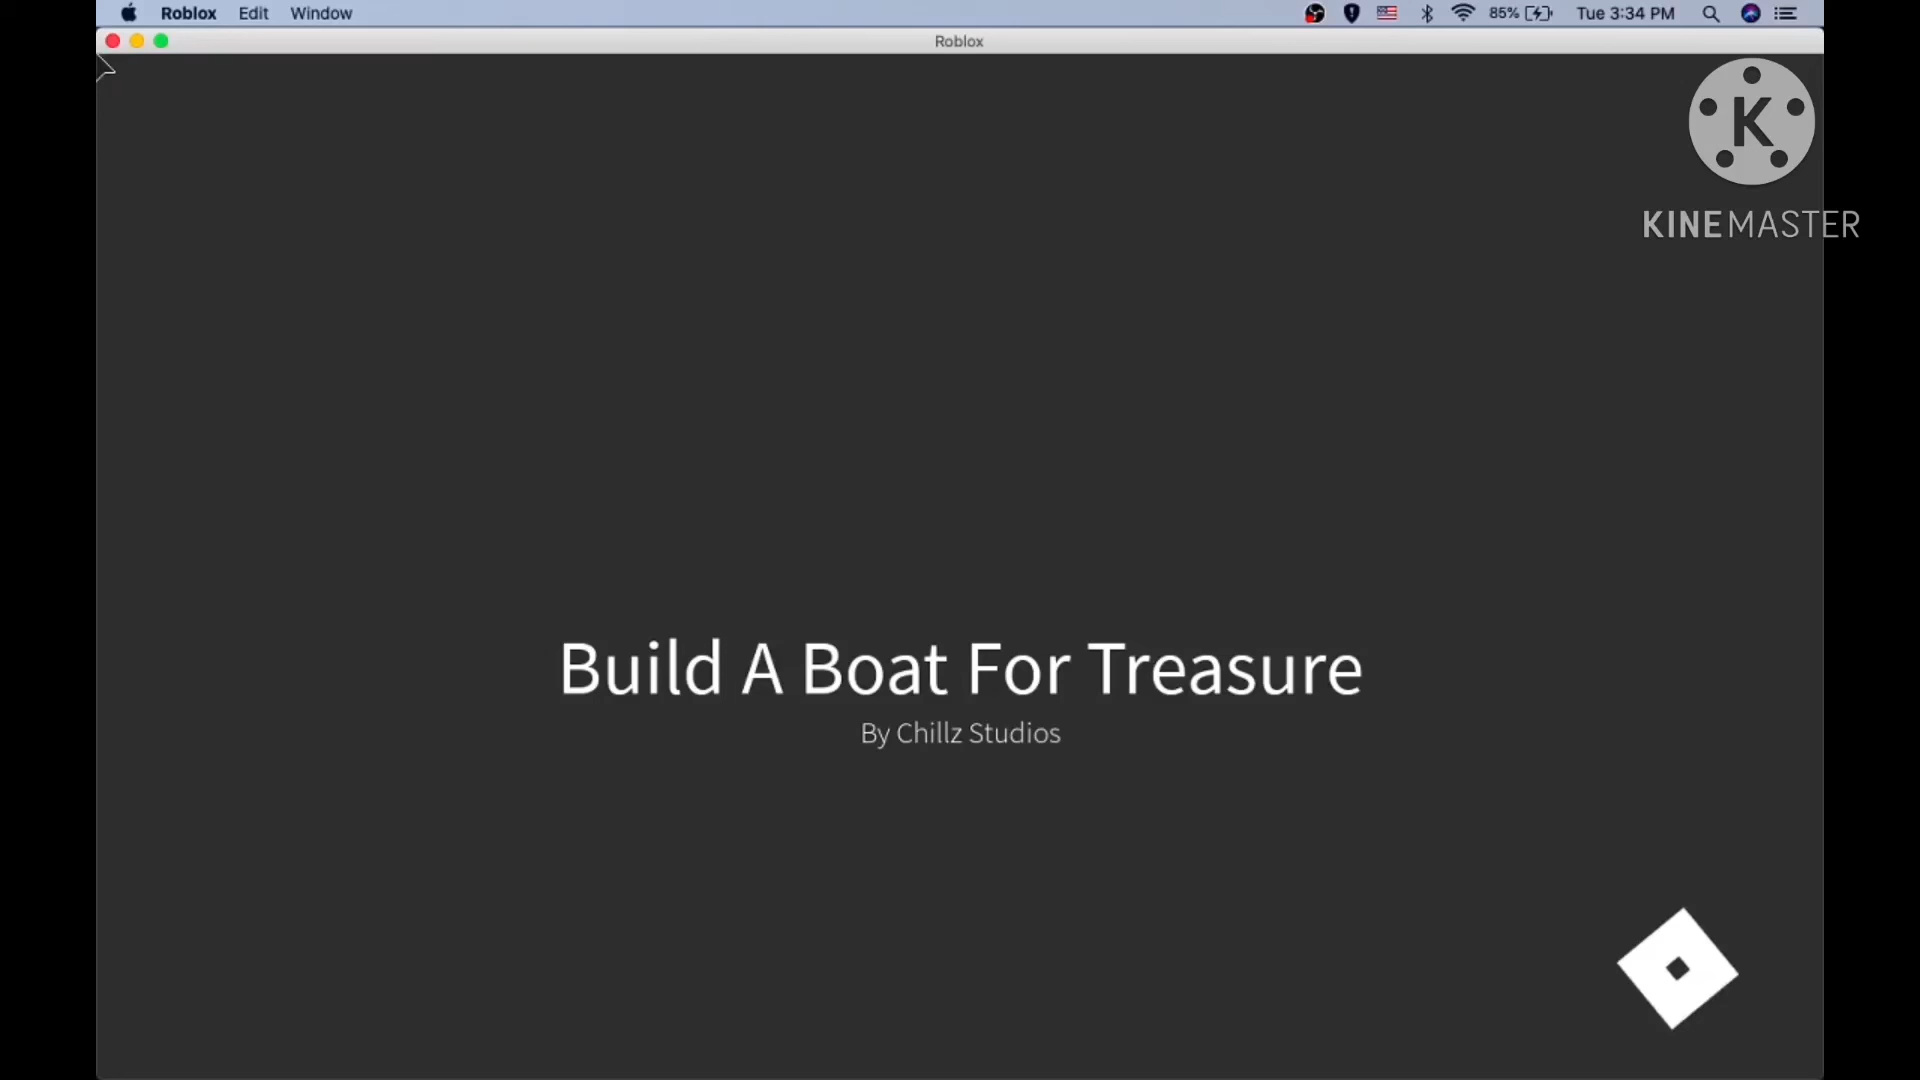 Roblox Edit Window 85% Tue 3:34 PM
Roblox
K
KINEMASTER
Build A Boat For Treasure
By Chillz Studios